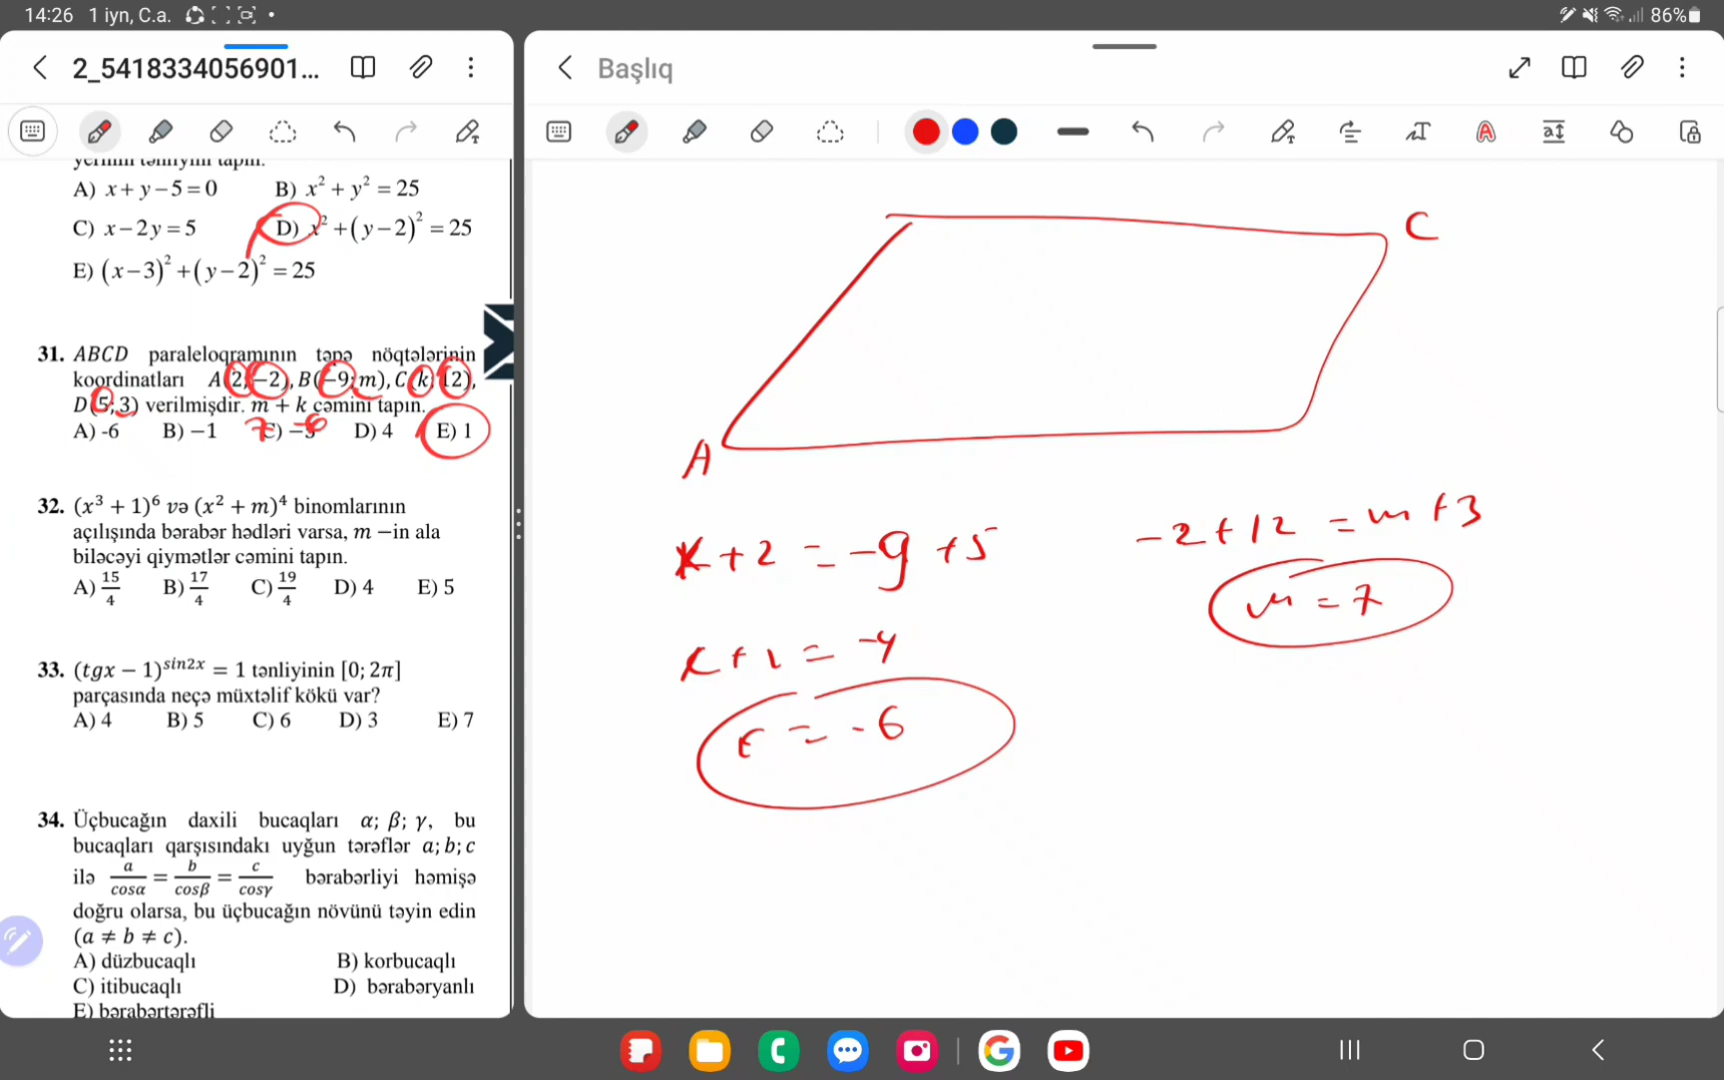 14:26 1 iyn, C.a. 86%
2_5418334056901...
A) x + y − 5 = 0 B) x² + y² = 25
C) x − 2y = 5 D) x² + (y − 2)² = 25
E) (x − 3)² + (y − 2)² = 25
31. ABCD paraleloqramının təpə nöqtələrinin
koordinatları A(2;−2), B(−9;m), C(k;12),
D(5;3) verilmişdir. m + k cəmini tapın.
A) -6 B) −1 7 −6 D) 4 E) 1
32. (x³ + 1)⁶ və (x² + m)⁴ binomlarının
açılışında bərabər hədləri varsa, m −in ala
biləcəyi qiymətlər cəmini tapın.
A) 15/4 B) 17/4 C) 19/4 D) 4 E) 5
33. (tgx − 1)^sin2x = 1 tənliyinin [0; 2π]
parçasında neçə müxtəlif kökü var?
A) 4 B) 5 C) 6 D) 3 E) 7
34. Üçbucağın daxili bucaqları α; β; γ, bu
bucaqları qarşısındakı uyğun tərəflər a; b; c
ilə a/cosα = b/cosβ = c/cosγ bərabərliyi həmişə
doğru olarsa, bu üçbucağın növünü təyin edin
(a ≠ b ≠ c).
A) düzbucaqlı B) korbucaqlı
C) itibucaqlı D) bərabəryanlı
E) bərabərtərəfli
Başlıq
C
A
k + 2 = −9 + 5
−2 + 12 = m + 3
m = 7
k + 2 = −4
k = −6